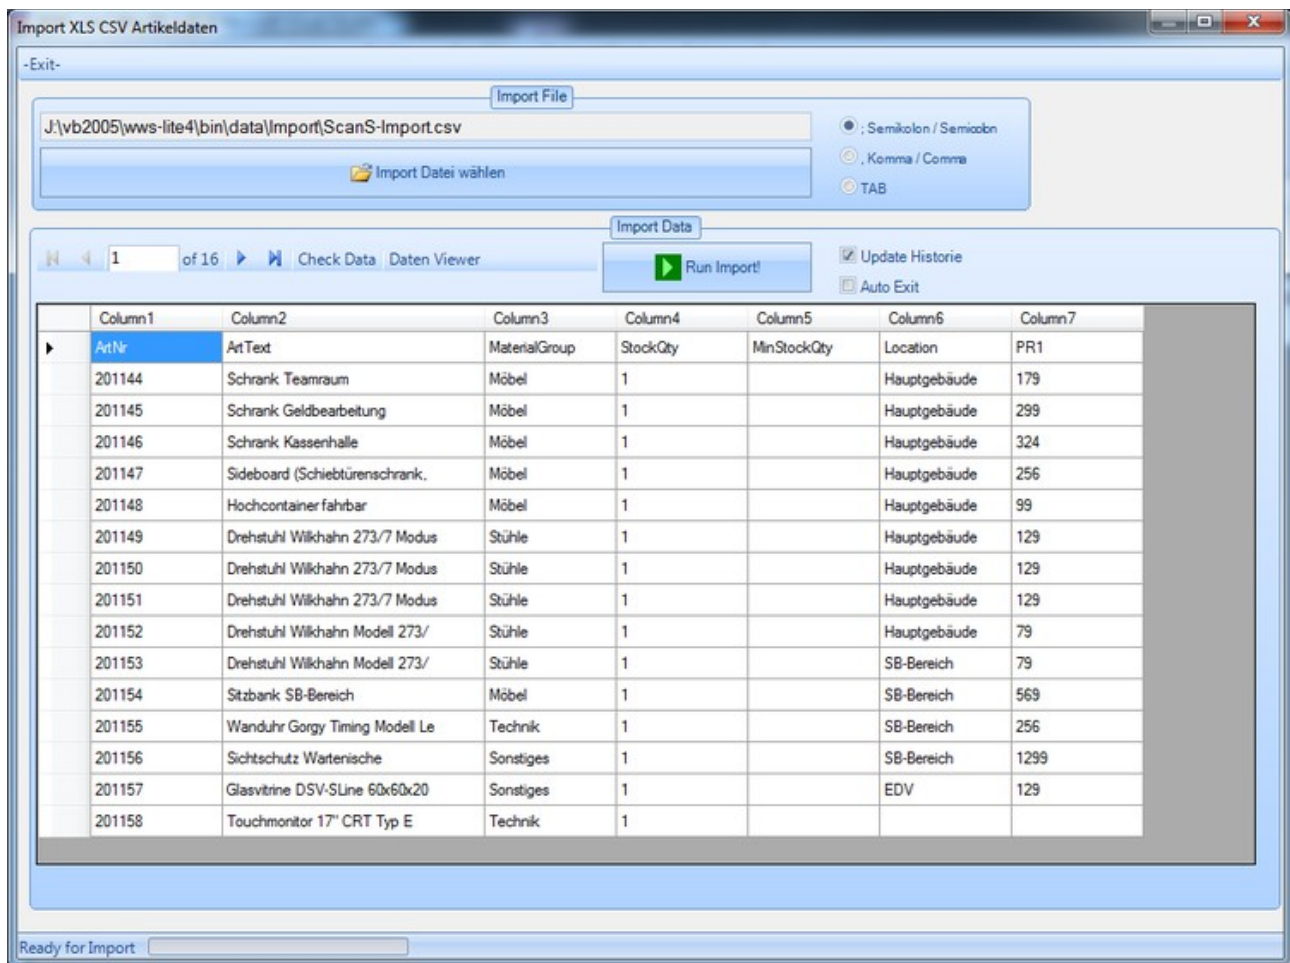 Import XLS CSV Artikeldaten
-Exit-
Import File
J:\vb2005\wws-lite4\bin\data\Import\ScanS-Import.csv
; Semikolon / Semicolon
Import Datei wählen
, Komma / Comma
TAB
Import Data
1 of 16 Check Data Daten Viewer
Run Import!
Update Historie
Auto Exit
Column1 Column2 Column3 Column4 Column5 Column6 Column7
ArtNr ArtText MaterialGroup StockQty MinStockQty Location PR1
201144 Schrank Teamraum Möbel 1 Hauptgebäude 179
201145 Schrank Geldbearbeitung Möbel 1 Hauptgebäude 299
201146 Schrank Kassenhalle Möbel 1 Hauptgebäude 324
201147 Sideboard (Schiebtürenschrank, Möbel 1 Hauptgebäude 256
201148 Hochcontainer fahrbar Möbel 1 Hauptgebäude 99
201149 Drehstuhl Wilkhahn 273/7 Modus Stühle 1 Hauptgebäude 129
201150 Drehstuhl Wilkhahn 273/7 Modus Stühle 1 Hauptgebäude 129
201151 Drehstuhl Wilkhahn 273/7 Modus Stühle 1 Hauptgebäude 129
201152 Drehstuhl Wilkhahn Modell 273/ Stühle 1 Hauptgebäude 79
201153 Drehstuhl Wilkhahn Modell 273/ Stühle 1 SB-Bereich 79
201154 Sitzbank SB-Bereich Möbel 1 SB-Bereich 569
201155 Wanduhr Gorgy Timing Modell Le Technik 1 SB-Bereich 256
201156 Sichtschutz Wartenische Sonstiges 1 SB-Bereich 1299
201157 Glasvitrine DSV-SLine 60x60x20 Sonstiges 1 EDV 129
201158 Touchmonitor 17" CRT Typ E Technik 1
Ready for Import